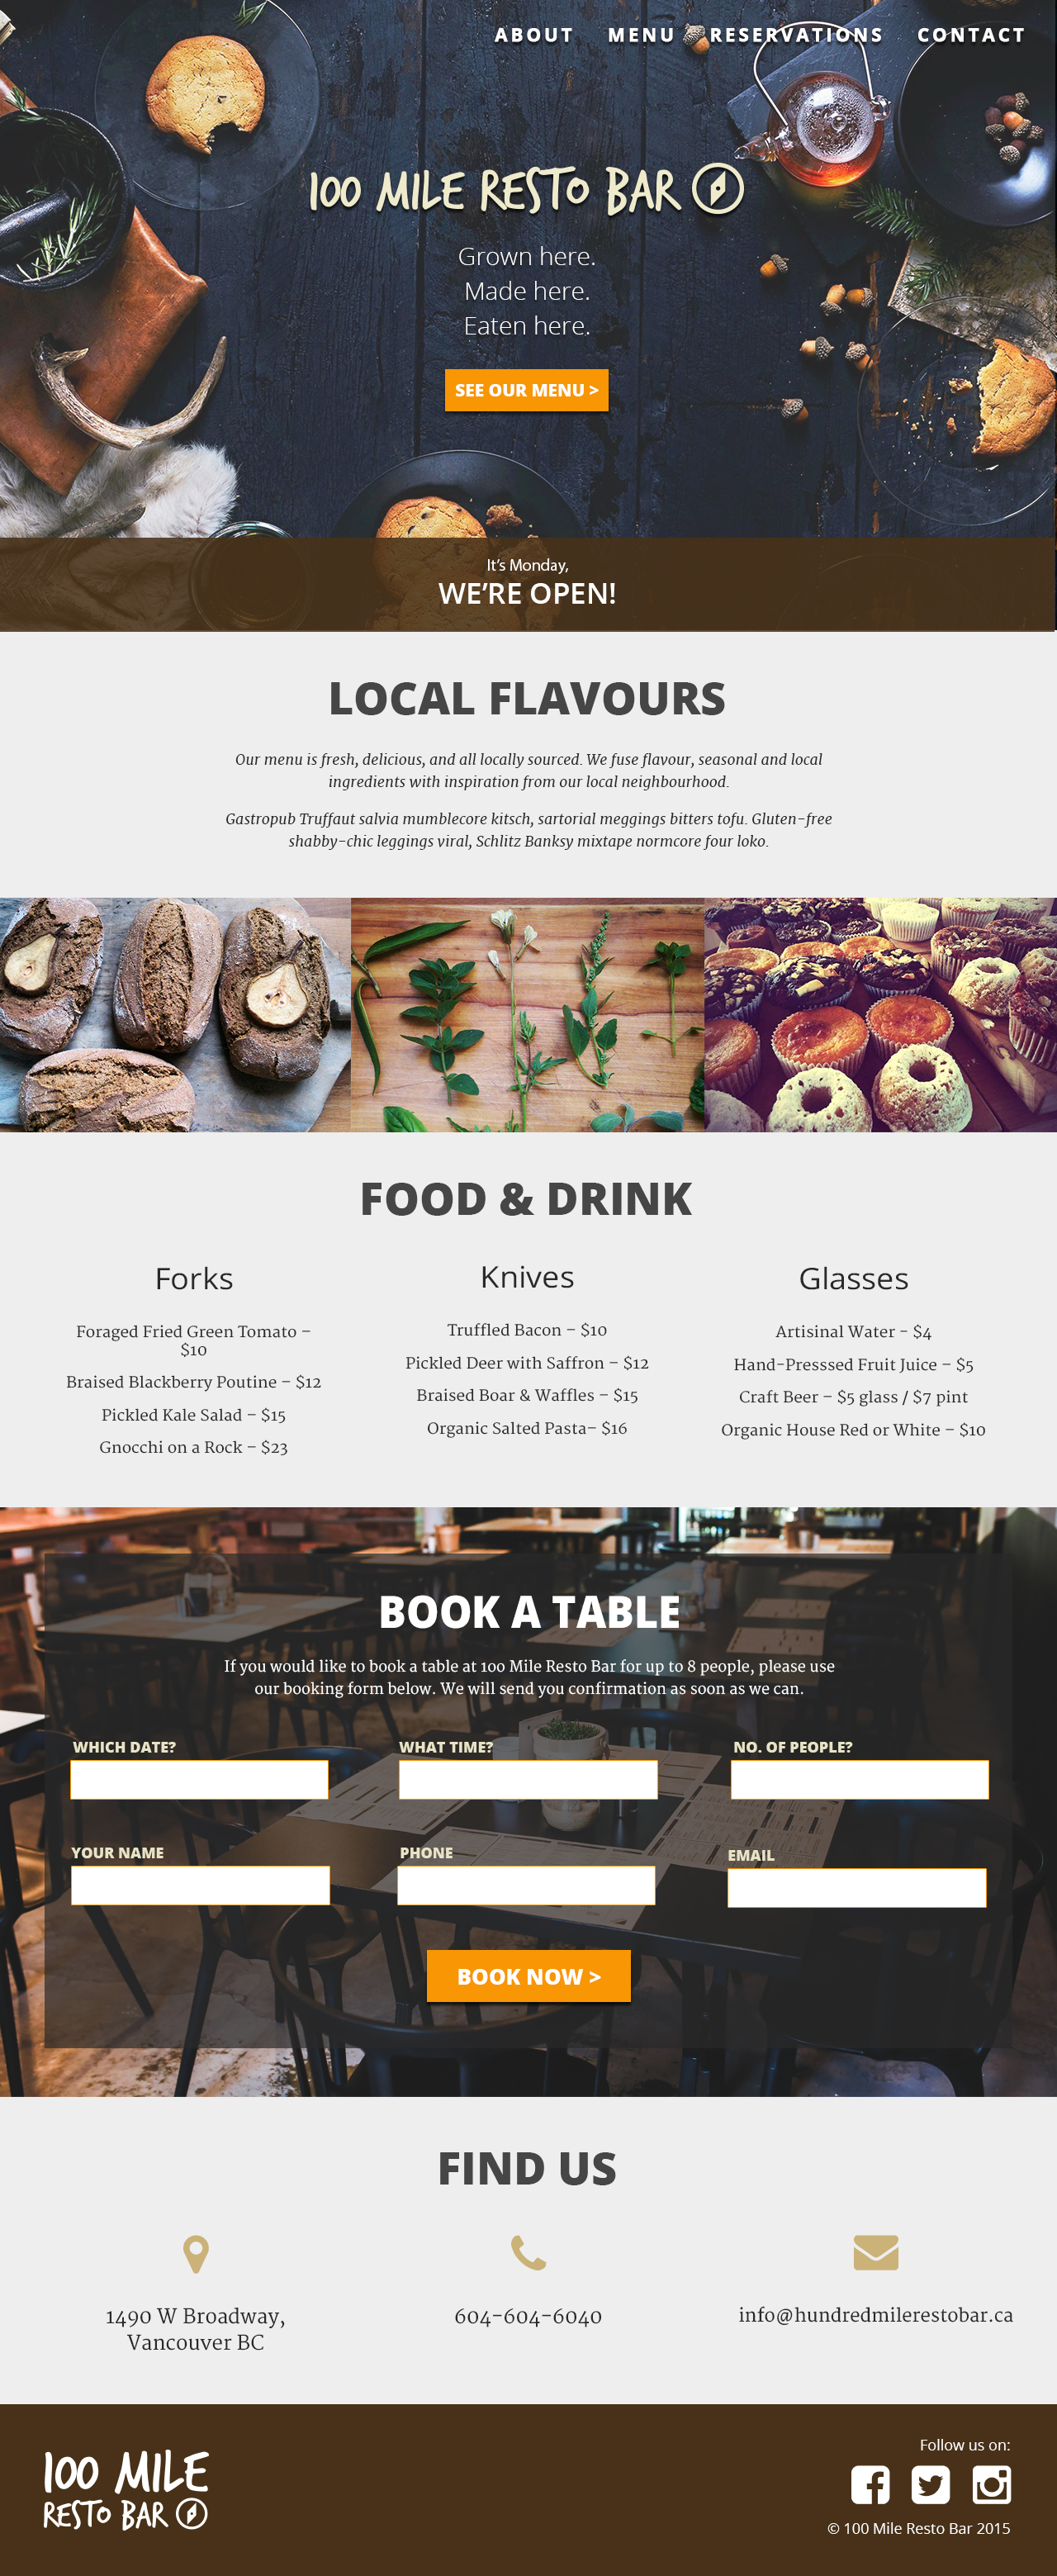 ABOUT MENU RESERVATIONS CONTACT
100 MILE RESTO BAR
Grown here.
Made here.
Eaten here.
SEE OUR MENU >
It's Monday,
WE'RE OPEN!
LOCAL FLAVOURS
Our menu is fresh, delicious, and all locally sourced. We fuse flavour, seasonal and local
ingredients with inspiration from our local neighbourhood.
Gastropub Truffaut salvia mumblecore kitsch, sartorial meggings bitters tofu. Gluten-free
shabby-chic leggings viral, Schlitz Banksy mixtape normcore four loko.
FOOD & DRINK
Forks
Foraged Fried Green Tomato –
$10
Braised Blackberry Poutine – $12
Pickled Kale Salad – $15
Gnocchi on a Rock – $23
Knives
Truffled Bacon – $10
Pickled Deer with Saffron – $12
Braised Boar & Waffles – $15
Organic Salted Pasta– $16
Glasses
Artisinal Water - $4
Hand-Presssed Fruit Juice – $5
Craft Beer – $5 glass / $7 pint
Organic House Red or White – $10
BOOK A TABLE
If you would like to book a table at 100 Mile Resto Bar for up to 8 people, please use
our booking form below. We will send you confirmation as soon as we can.
WHICH DATE?
WHAT TIME?
NO. OF PEOPLE?
YOUR NAME
PHONE
EMAIL
BOOK NOW >
FIND US
1490 W Broadway,
Vancouver BC
604-604-6040
info@hundredmilerestobar.ca
100 MILE
RESTO BAR
Follow us on:
© 100 Mile Resto Bar 2015